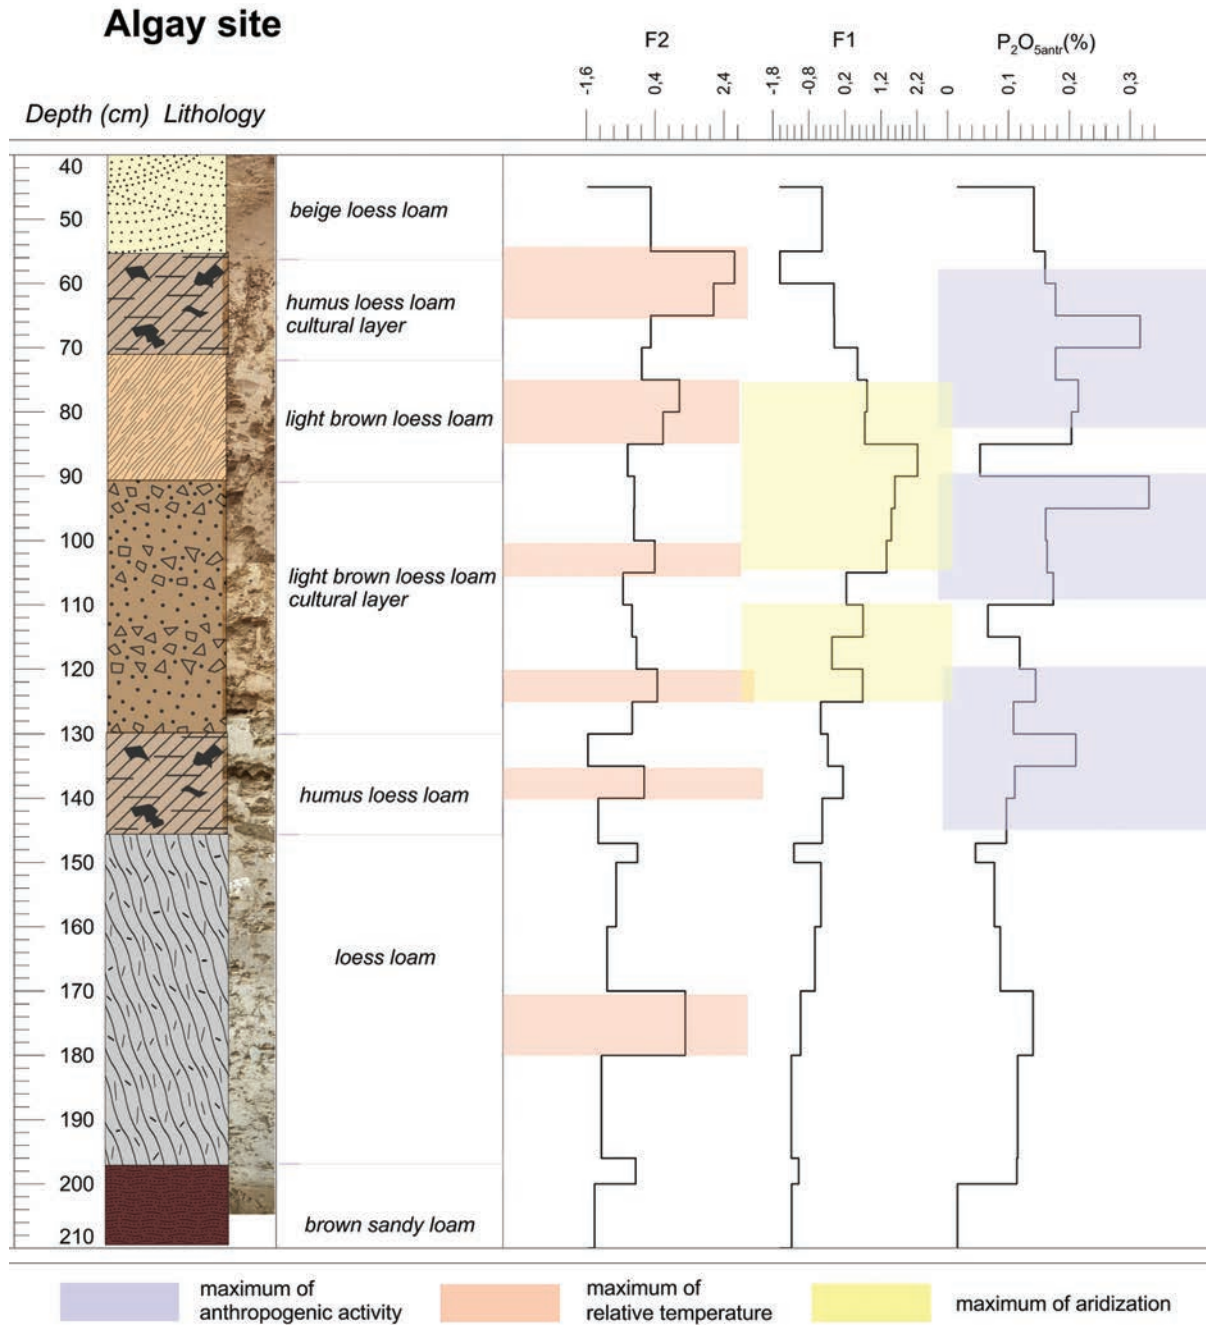 Algay site
F2 F1 P2O5antr(%)
-1,6 0,4 2,4 -1,8 -0,8 0,2 1,2 2,2 0 0,1 0,2 0,3
Depth (cm) Lithology
40
50
60
70
80
90
100
110
120
130
140
150
160
170
180
190
200
210
beige loess loam
humus loess loam
cultural layer
light brown loess loam
light brown loess loam
cultural layer
humus loess loam
loess loam
brown sandy loam
maximum of
anthropogenic activity
maximum of
relative temperature
maximum of aridization